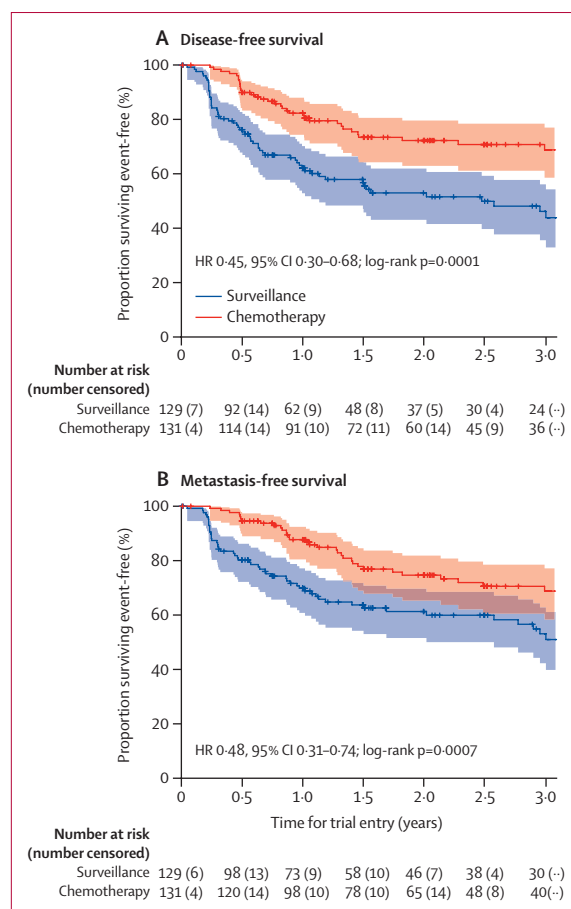 A Disease-free survival
Proportion surviving event-free (%)
100
80
60
40
20
0
HR 0·45, 95% CI 0·30–0·68; log-rank p=0·0001
Surveillance
Chemotherapy
0 0·5 1·0 1·5 2·0 2·5 3·0
Number at risk
(number censored)
Surveillance 129 (7) 92 (14) 62 (9) 48 (8) 37 (5) 30 (4) 24 (··)
Chemotherapy 131 (4) 114 (14) 91 (10) 72 (11) 60 (14) 45 (9) 36 (··)
B Metastasis-free survival
Proportion surviving event-free (%)
100
80
60
40
20
0
HR 0·48, 95% CI 0·31–0·74; log-rank p=0·0007
0 0·5 1·0 1·5 2·0 2·5 3·0
Time for trial entry (years)
Number at risk
(number censored)
Surveillance 129 (6) 98 (13) 73 (9) 58 (10) 46 (7) 38 (4) 30 (··)
Chemotherapy 131 (4) 120 (14) 98 (10) 78 (10) 65 (14) 48 (8) 40(··)